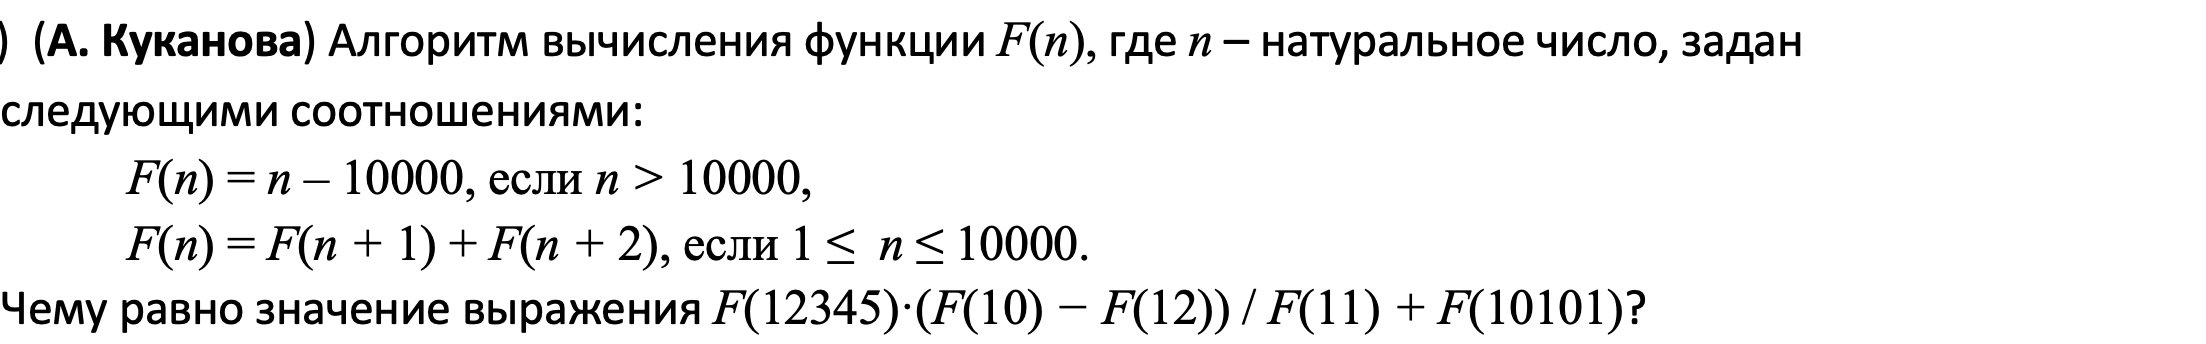 ) (А. Куканова) Алгоритм вычисления функции F(n), где n – натуральное число, задан
следующими соотношениями:
F(n) = n – 10000, если n > 10000,
F(n) = F(n + 1) + F(n + 2), если 1 ≤ n ≤ 10000.
Чему равно значение выражения F(12345)·(F(10) − F(12)) / F(11) + F(10101)?